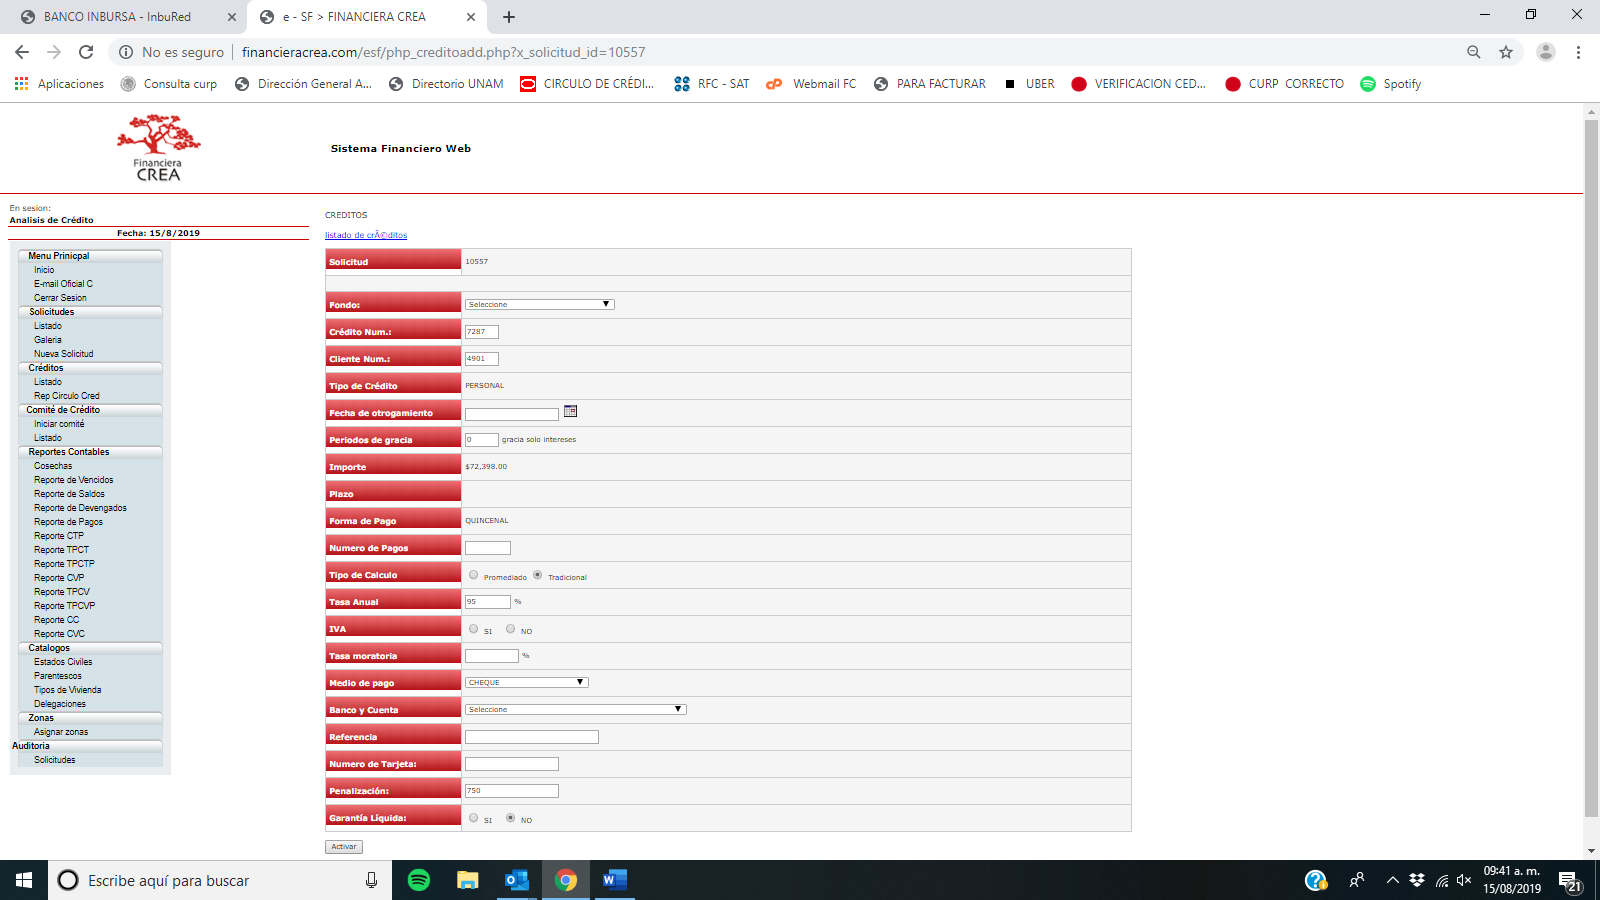 BANCO INBURSA - InbuRed
e - SF > FINANCIERA CREA
No es seguro | financieracrea.com/esf/php_creditoadd.php?x_solicitud_id=10557
Aplicaciones Consulta curp Dirección General A... Directorio UNAM CIRCULO DE CRÉDI... RFC - SAT Webmail FC PARA FACTURAR UBER VERIFICACION CED... CURP CORRECTO Spotify
Financiera
CREA
Sistema Financiero Web
En sesion:
Analisis de Crédito
Fecha: 15/8/2019
Menu Prinicpal
Inicio
E-mail Oficial C
Cerrar Sesion
Solicitudes
Listado
Galeria
Nueva Solicitud
Créditos
Listado
Rep Circulo Cred
Comité de Crédito
Iniciar comité
Listado
Reportes Contables
Cosechas
Reporte de Vencidos
Reporte de Saldos
Reporte de Devengados
Reporte de Pagos
Reporte CTP
Reporte TPCT
Reporte TPCTP
Reporte CVP
Reporte TPCV
Reporte TPCVP
Reporte CC
Reporte CVC
Catalogos
Estados Civiles
Parentescos
Tipos de Vivienda
Delegaciones
Zonas
Asignar zonas
Auditoria
Solicitudes
CREDITOS
listado de crÃ©ditos
Solicitud 10557
Fondo: Seleccione
Crédito Num.: 7287
Cliente Num.: 4901
Tipo de Crédito PERSONAL
Fecha de otrogamiento
Periodos de gracia 0 gracia solo intereses
Importe $72,398.00
Plazo
Forma de Pago QUINCENAL
Numero de Pagos
Tipo de Calculo Promediado Tradicional
Tasa Anual 95 %
IVA SI NO
Tasa moratoria %
Medio de pago CHEQUE
Banco y Cuenta Seleccione
Referencia
Numero de Tarjeta:
Penalización: 750
Garantía Líquida: SI NO
Activar
Escribe aquí para buscar
09:41 a. m.
15/08/2019
21